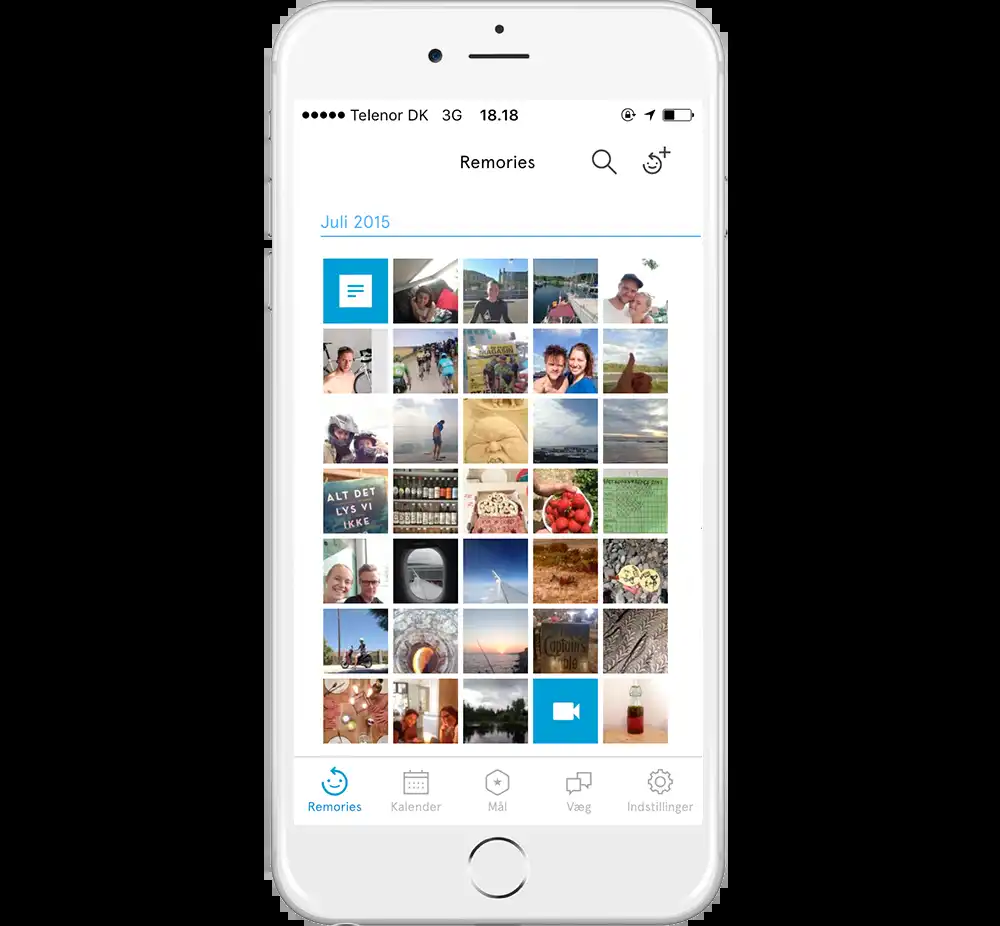 Telenor DK 3G 18.18
Remories
Juli 2015
MAGASIN
ALT DET
LYS VI
IKKE
Captain's
Remories Kalender Mål Væg Indstillinger